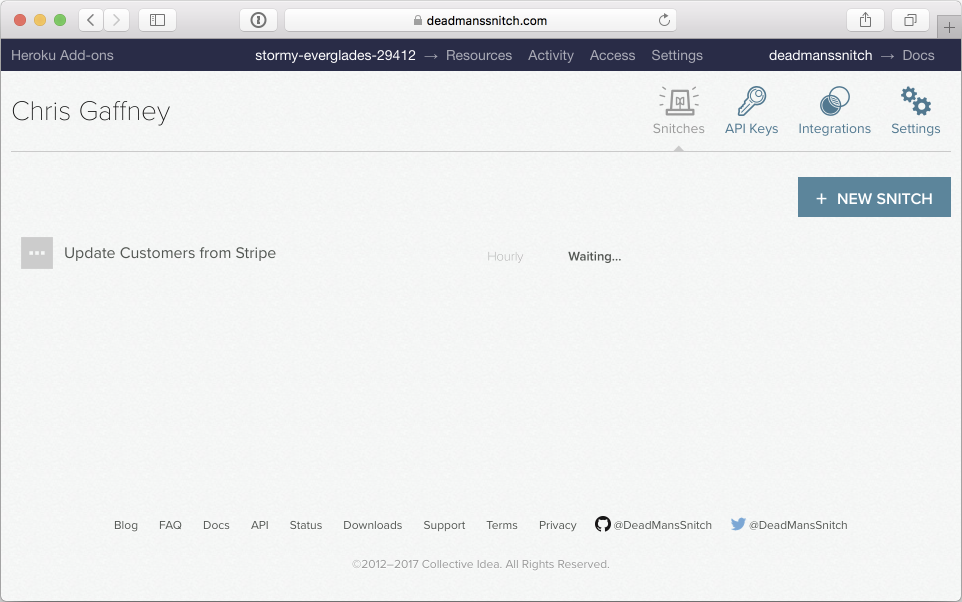 deadmanssnitch.com
Heroku Add-ons stormy-everglades-29412 → Resources Activity Access Settings deadmanssnitch → Docs
Chris Gaffney
Snitches API Keys Integrations Settings
+ NEW SNITCH
Update Customers from Stripe Hourly Waiting...
Blog FAQ Docs API Status Downloads Support Terms Privacy @DeadMansSnitch @DeadMansSnitch
©2012–2017 Collective Idea. All Rights Reserved.